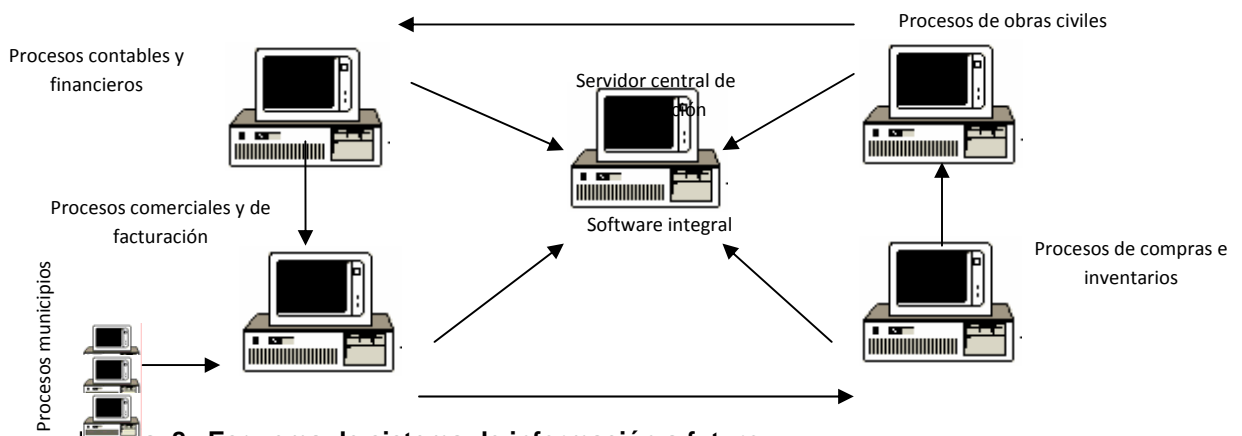 Procesos de obras civiles
Procesos contables y
financieros
Servidor central de
ción
Procesos comerciales y de
facturación
Software integral
Procesos de compras e
inventarios
Procesos municipios